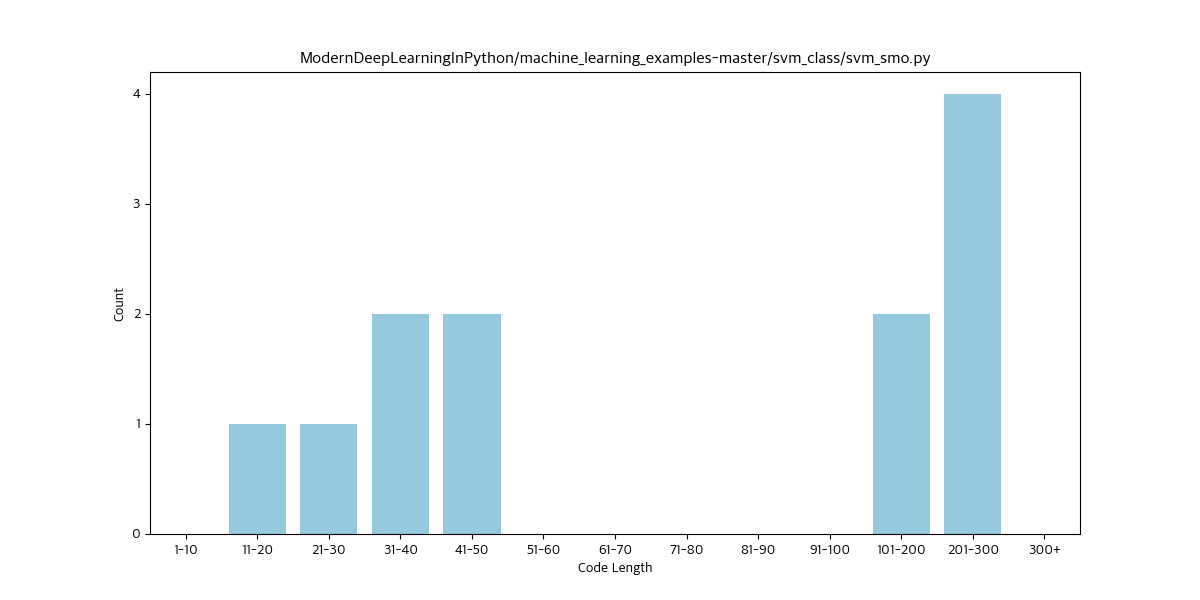 ModernDeepLearningInPython/machine_learning_examples-master/svm_class/svm_smo.py
4
3
2
1
0
Count
1-10 11-20 21-30 31-40 41-50 51-60 61-70 71-80 81-90 91-100 101-200 201-300 300+
Code Length